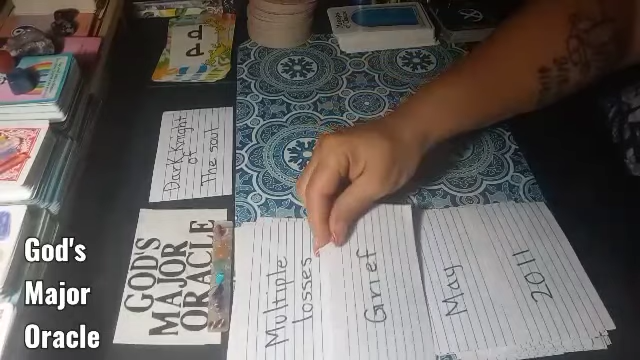 Dark Knight
of
The soul
GOD'S
MAJOR
ORACLE
Multiple
losses
Grief
May
2011
God's
Major
Oracle